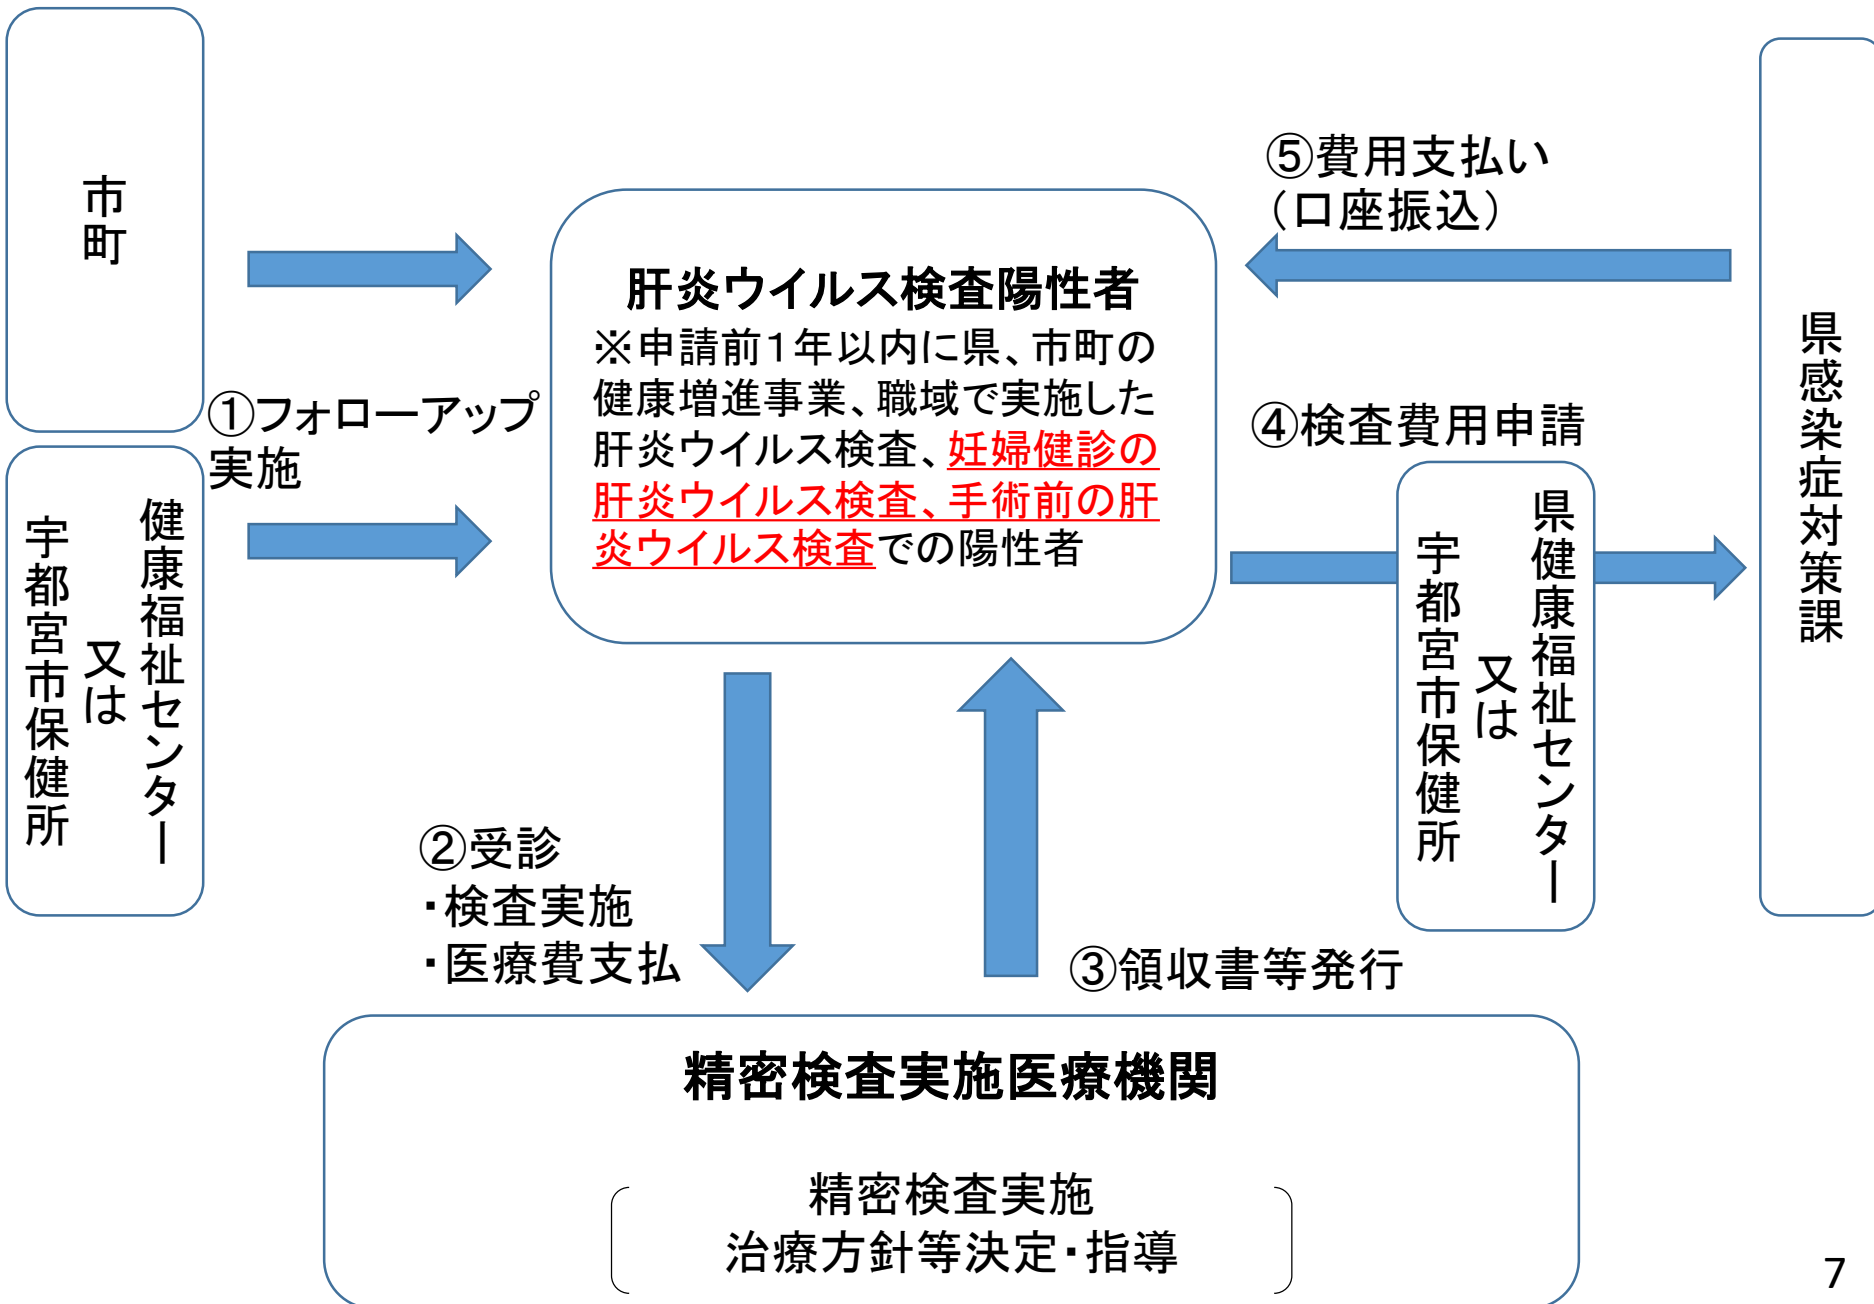 市町
①フォローアップ
実施
健康福祉センター
又は
宇都宮市保健所
肝炎ウイルス検査陽性者
※申請前1年以内に県、市町の
健康増進事業、職域で実施した
肝炎ウイルス検査、妊婦健診の
肝炎ウイルス検査、手術前の肝
炎ウイルス検査での陽性者
⑤費用支払い
（口座振込）
④検査費用申請
県健康福祉センター
又は
宇都宮市保健所
県感染症対策課
②受診
・検査実施
・医療費支払
③領収書等発行
精密検査実施医療機関
精密検査実施
治療方針等決定・指導
7